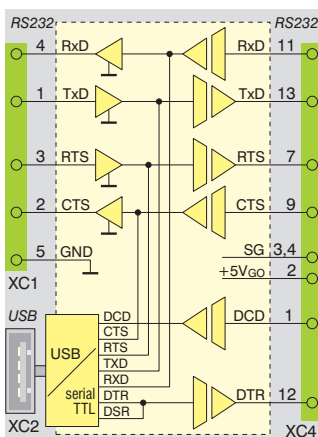 RS232 RS232
4 RxD RxD 11
1 TxD TxD 13
3 RTS RTS 7
2 CTS CTS 9
5 GND
SG 3,4
+5VGO 2
XC1
USB
DCD 1
DCD
CTS
RTS
TXD
RXD
DTR
DSR
USB
serial
TTL
DTR 12
XC2
XC4